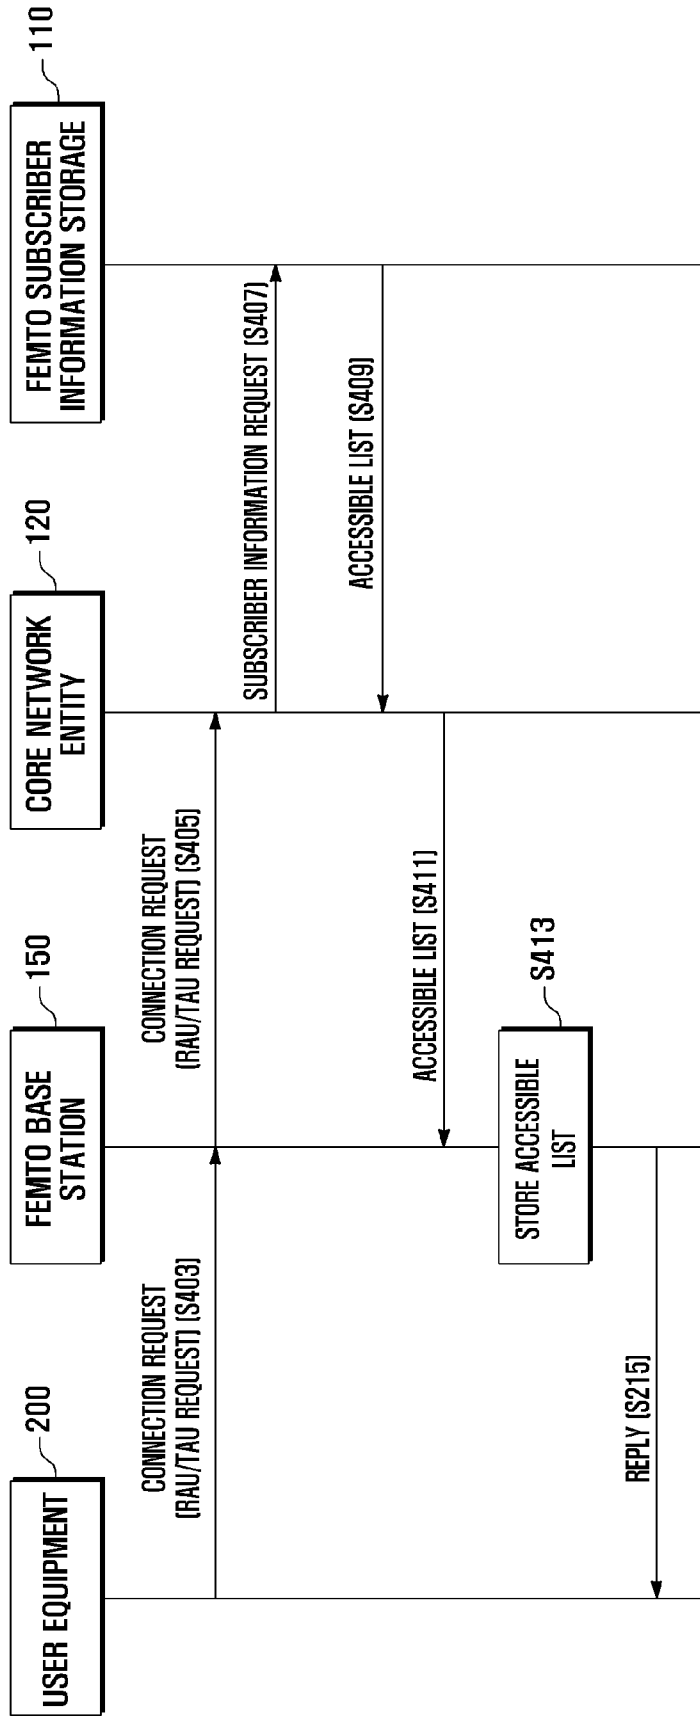 USER EQUIPMENT
200
FEMTO BASE
STATION
150
CORE NETWORK
ENTITY
120
FEMTO SUBSCRIBER
INFORMATION STORAGE
110
CONNECTION REQUEST
(RAU/TAU REQUEST) (S403)
CONNECTION REQUEST
(RAU/TAU REQUEST) (S405)
SUBSCRIBER INFORMATION REQUEST (S407)
ACCESSIBLE LIST (S409)
ACCESSIBLE LIST (S411)
STORE ACCESSIBLE
LIST
S413
REPLY (S215)